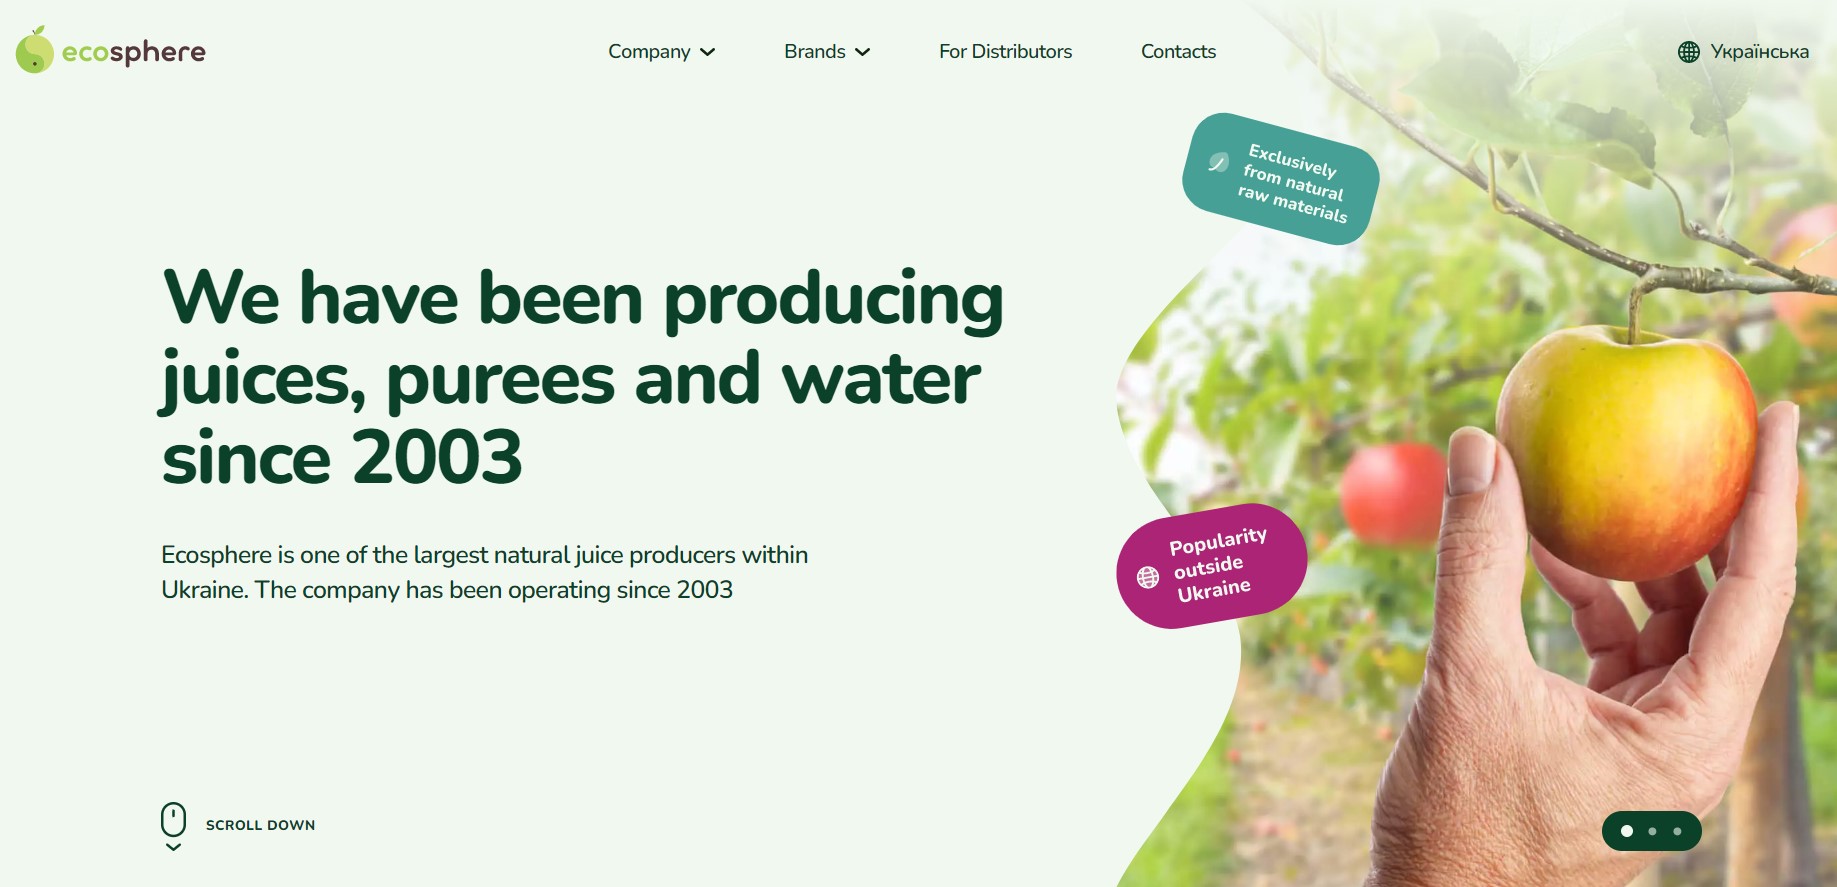 ecosphere
Company
Brands
For Distributors
Contacts
Українська
Exclusively
from natural
raw materials
We have been producing
juices, purees and water
since 2003
Popularity
outside
Ukraine
Ecosphere is one of the largest natural juice producers within
Ukraine. The company has been operating since 2003
SCROLL DOWN